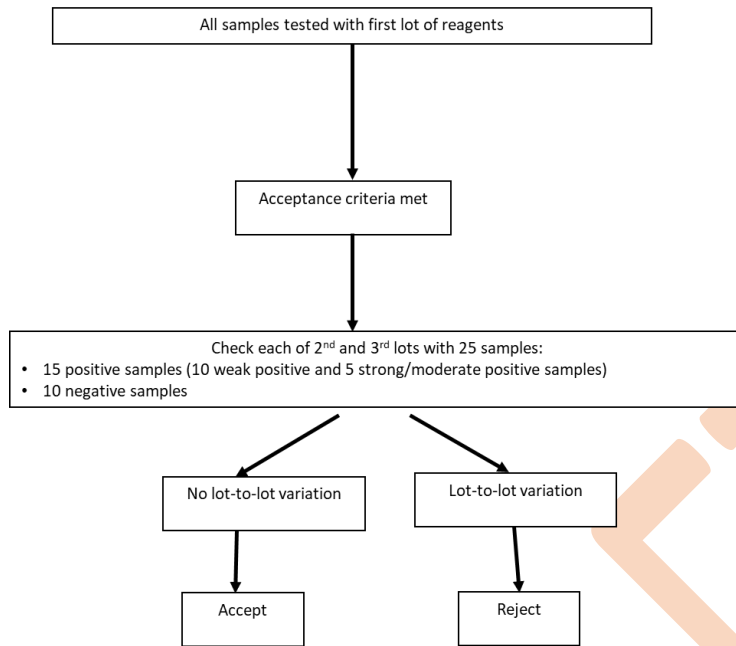 All samples tested with first lot of reagents
Acceptance criteria met
Check each of 2nd and 3rd lots with 25 samples:
• 15 positive samples (10 weak positive and 5 strong/moderate positive samples)
• 10 negative samples
No lot-to-lot variation
Lot-to-lot variation
Accept
Reject